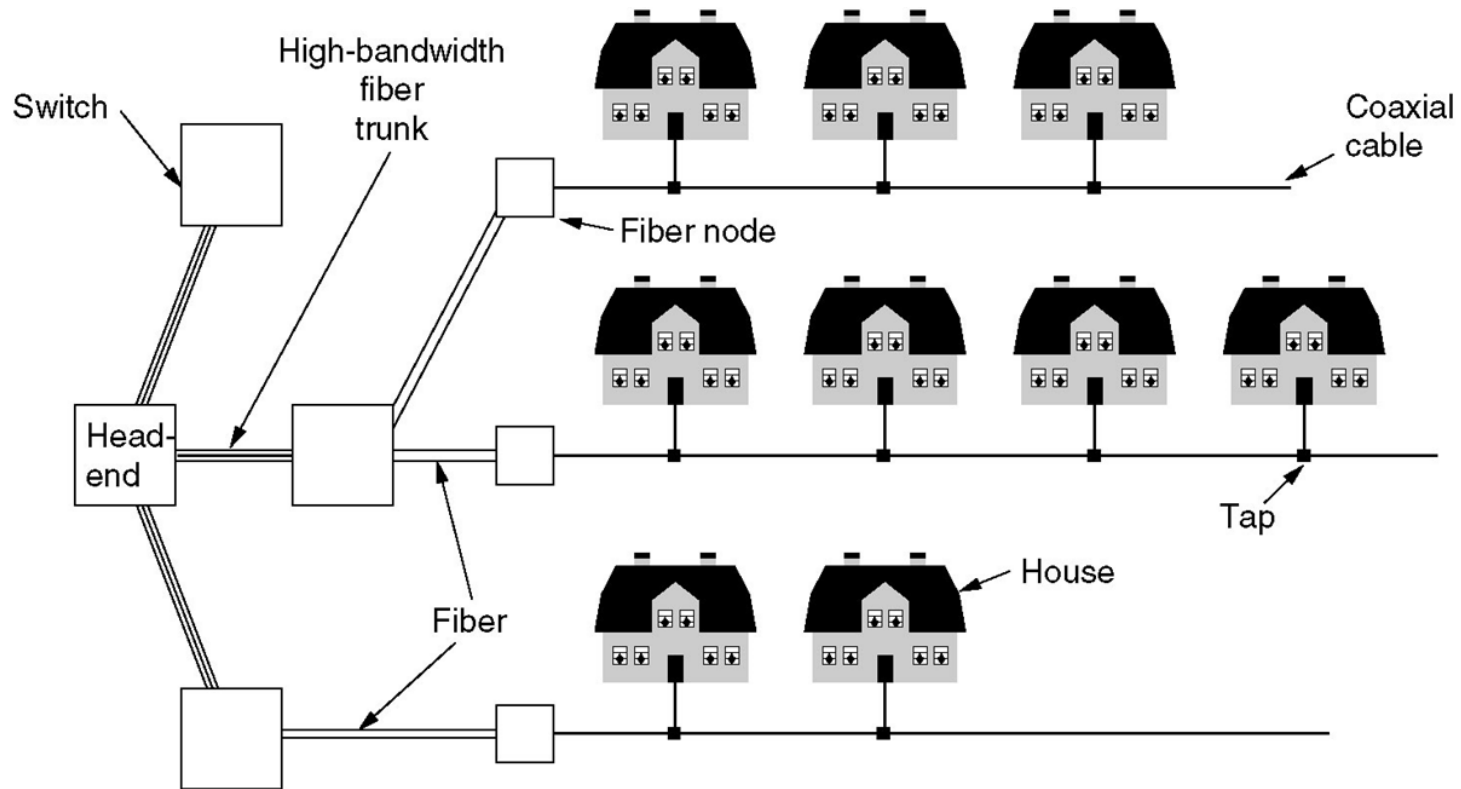 High-bandwidth
fiber
trunk
Switch
Coaxial
cable
Fiber node
Head-
end
Tap
House
Fiber